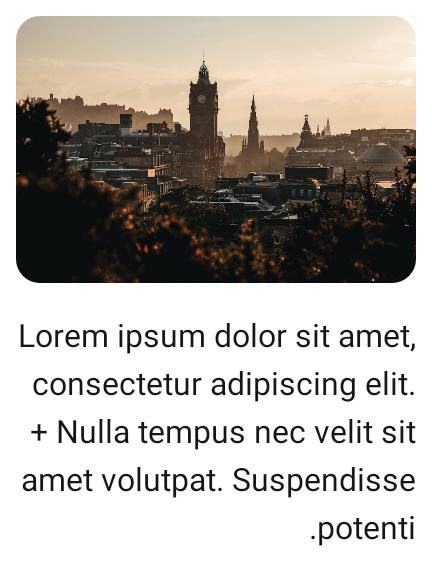 Lorem ipsum dolor sit amet,
consectetur adipiscing elit.
+ Nulla tempus nec velit sit
amet volutpat. Suspendisse
.potenti